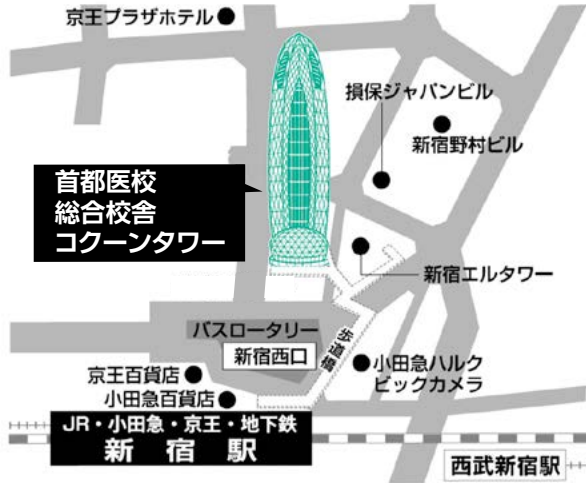 京王プラザホテル
損保ジャパンビル
新宿野村ビル
首都医校
総合校舎
コクーンタワー
新宿エルタワー
バスロータリー
歩道橋
新宿西口
京王百貨店
小田急ハルク
ビックカメラ
小田急百貨店
JR・小田急・京王・地下鉄
新宿駅
西武新宿駅